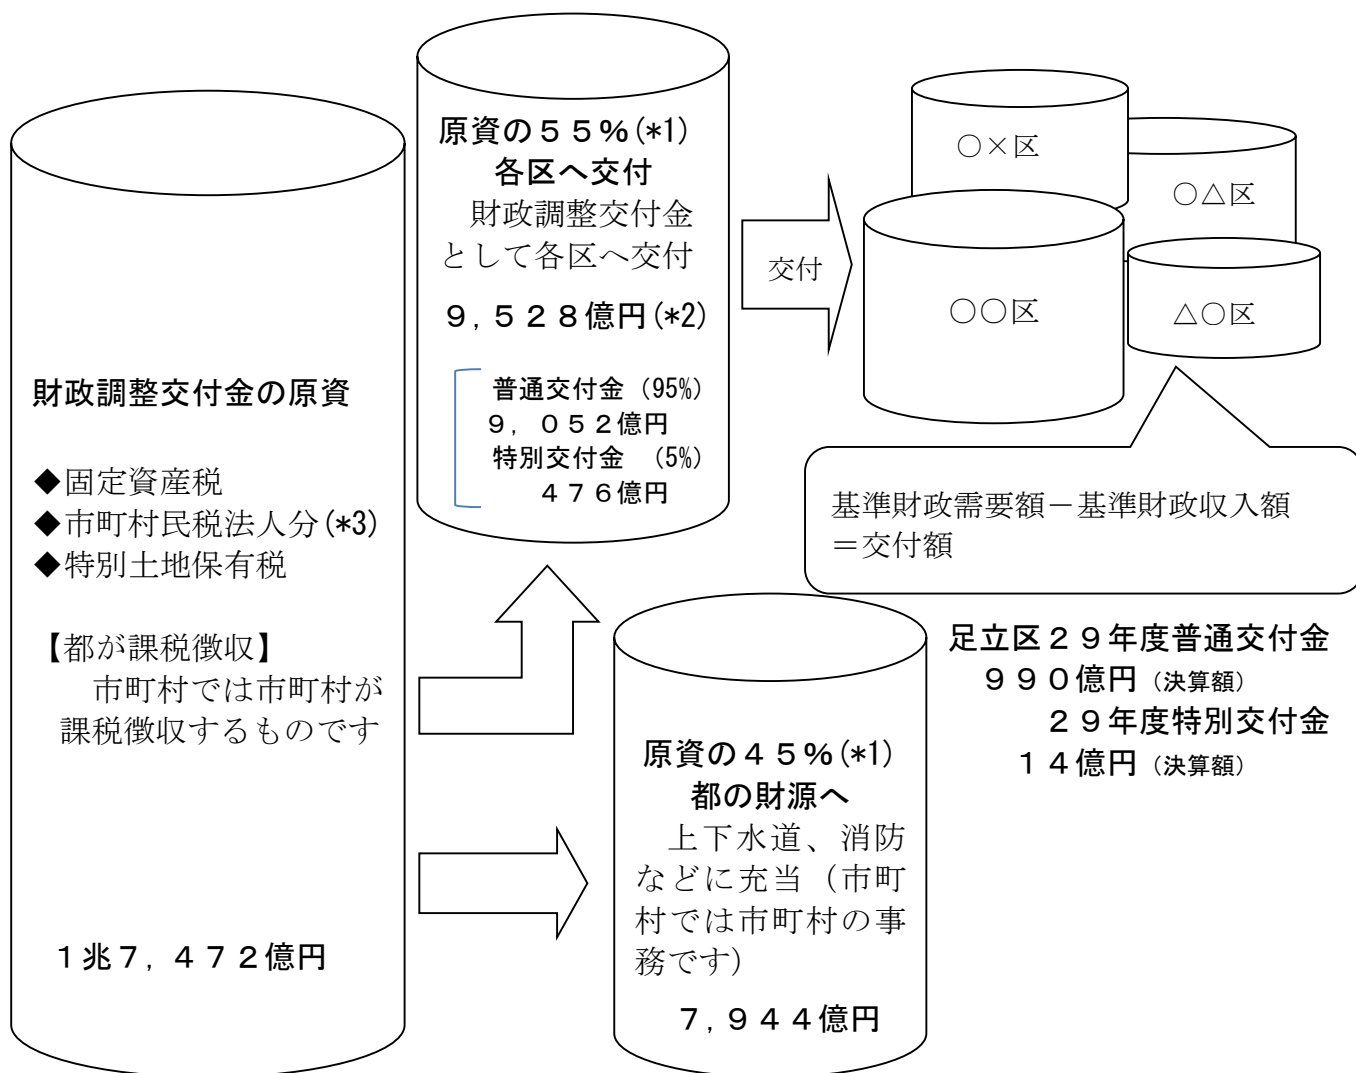 財政調整交付金の原資
◆固定資産税
◆市町村民税法人分(*3)
◆特別土地保有税
【都が課税徴収】
市町村では市町村が
課税徴収するものです
１兆７，４７２億円
原資の５５%(*1)
各区へ交付
財政調整交付金
として各区へ交付
９，５２８億円(*2)
普通交付金 (95%)
９，０５２億円
特別交付金 (5%)
４７６億円
交付
○×区
○△区
○○区
△○区
基準財政需要額－基準財政収入額
＝交付額
足立区２９年度普通交付金
９９０億円（決算額）
２９年度特別交付金
１４億円（決算額）
原資の４５%(*1)
都の財源へ
上下水道、消防
などに充当（市町
村では市町村の事
務です）
７，９４４億円